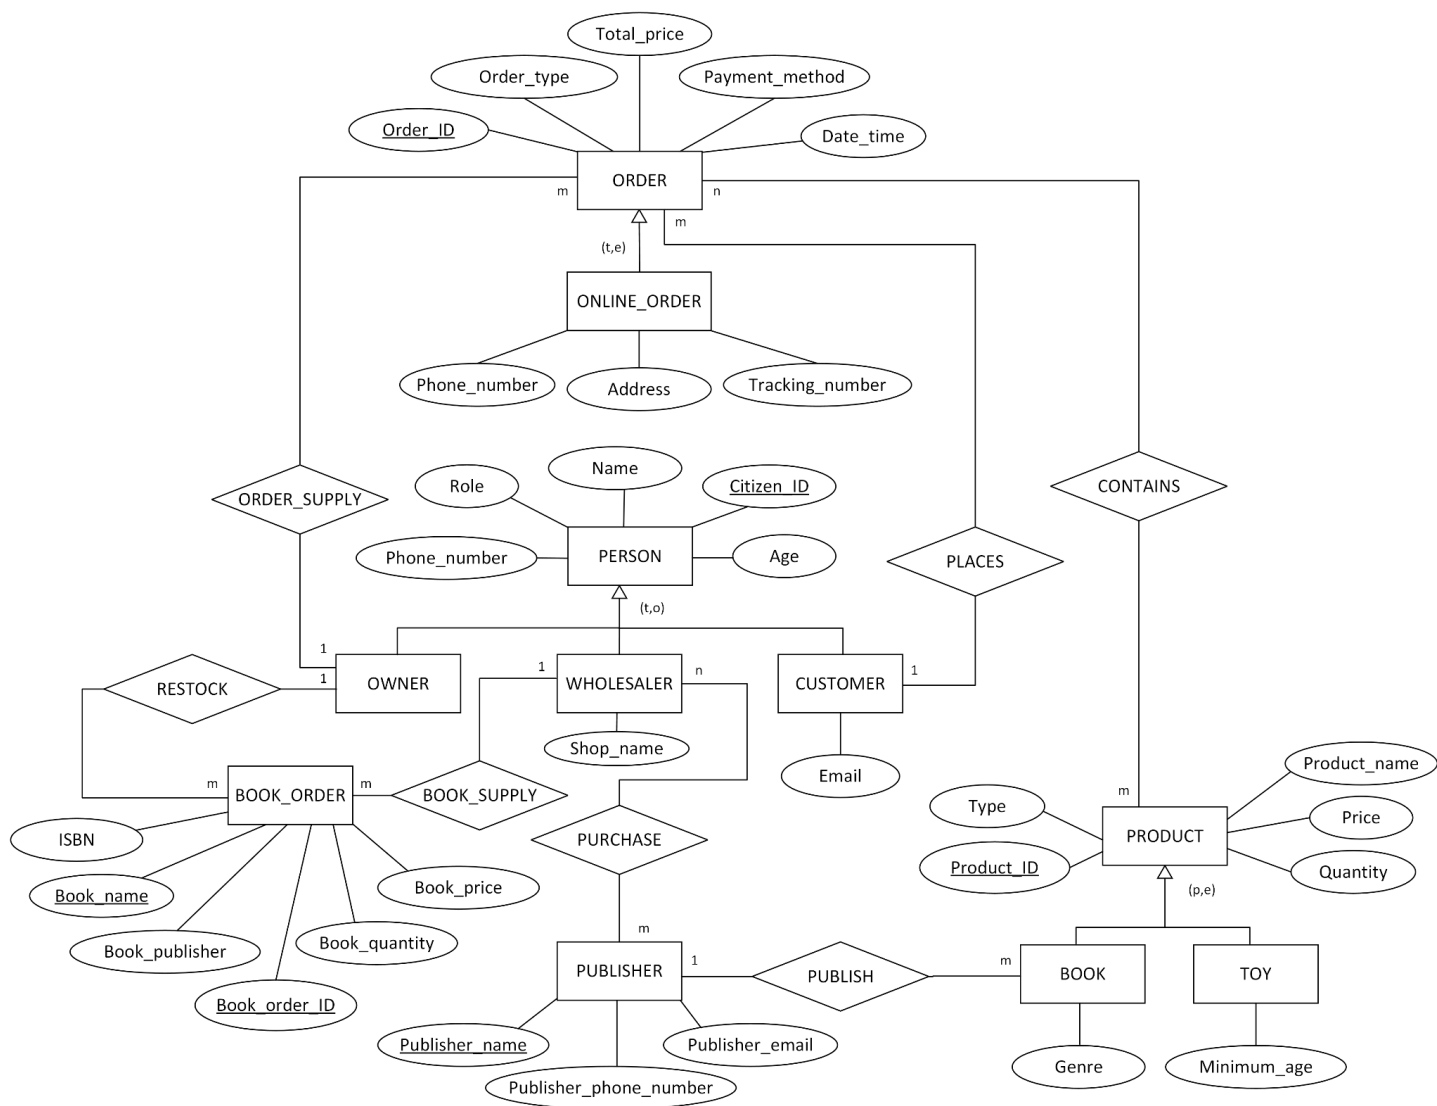 Total_price
Order_type
Payment_method
Order_ID
Date_time
ORDER
m
n
m
(t,e)
ONLINE_ORDER
Phone_number
Address
Tracking_number
Name
Role
Citizen_ID
ORDER_SUPPLY
CONTAINS
Phone_number
PERSON
Age
PLACES
(t,o)
1
1
n
1
RESTOCK
1
OWNER
WHOLESALER
CUSTOMER
Shop_name
Email
m
m
BOOK_ORDER
BOOK_SUPPLY
Product_name
m
Type
Price
ISBN
PURCHASE
PRODUCT
Product_ID
Quantity
Book_name
Book_price
(p,e)
Book_publisher
Book_quantity
m
1
m
PUBLISHER
PUBLISH
BOOK
TOY
Book_order_ID
Publisher_name
Publisher_email
Genre
Minimum_age
Publisher_phone_number